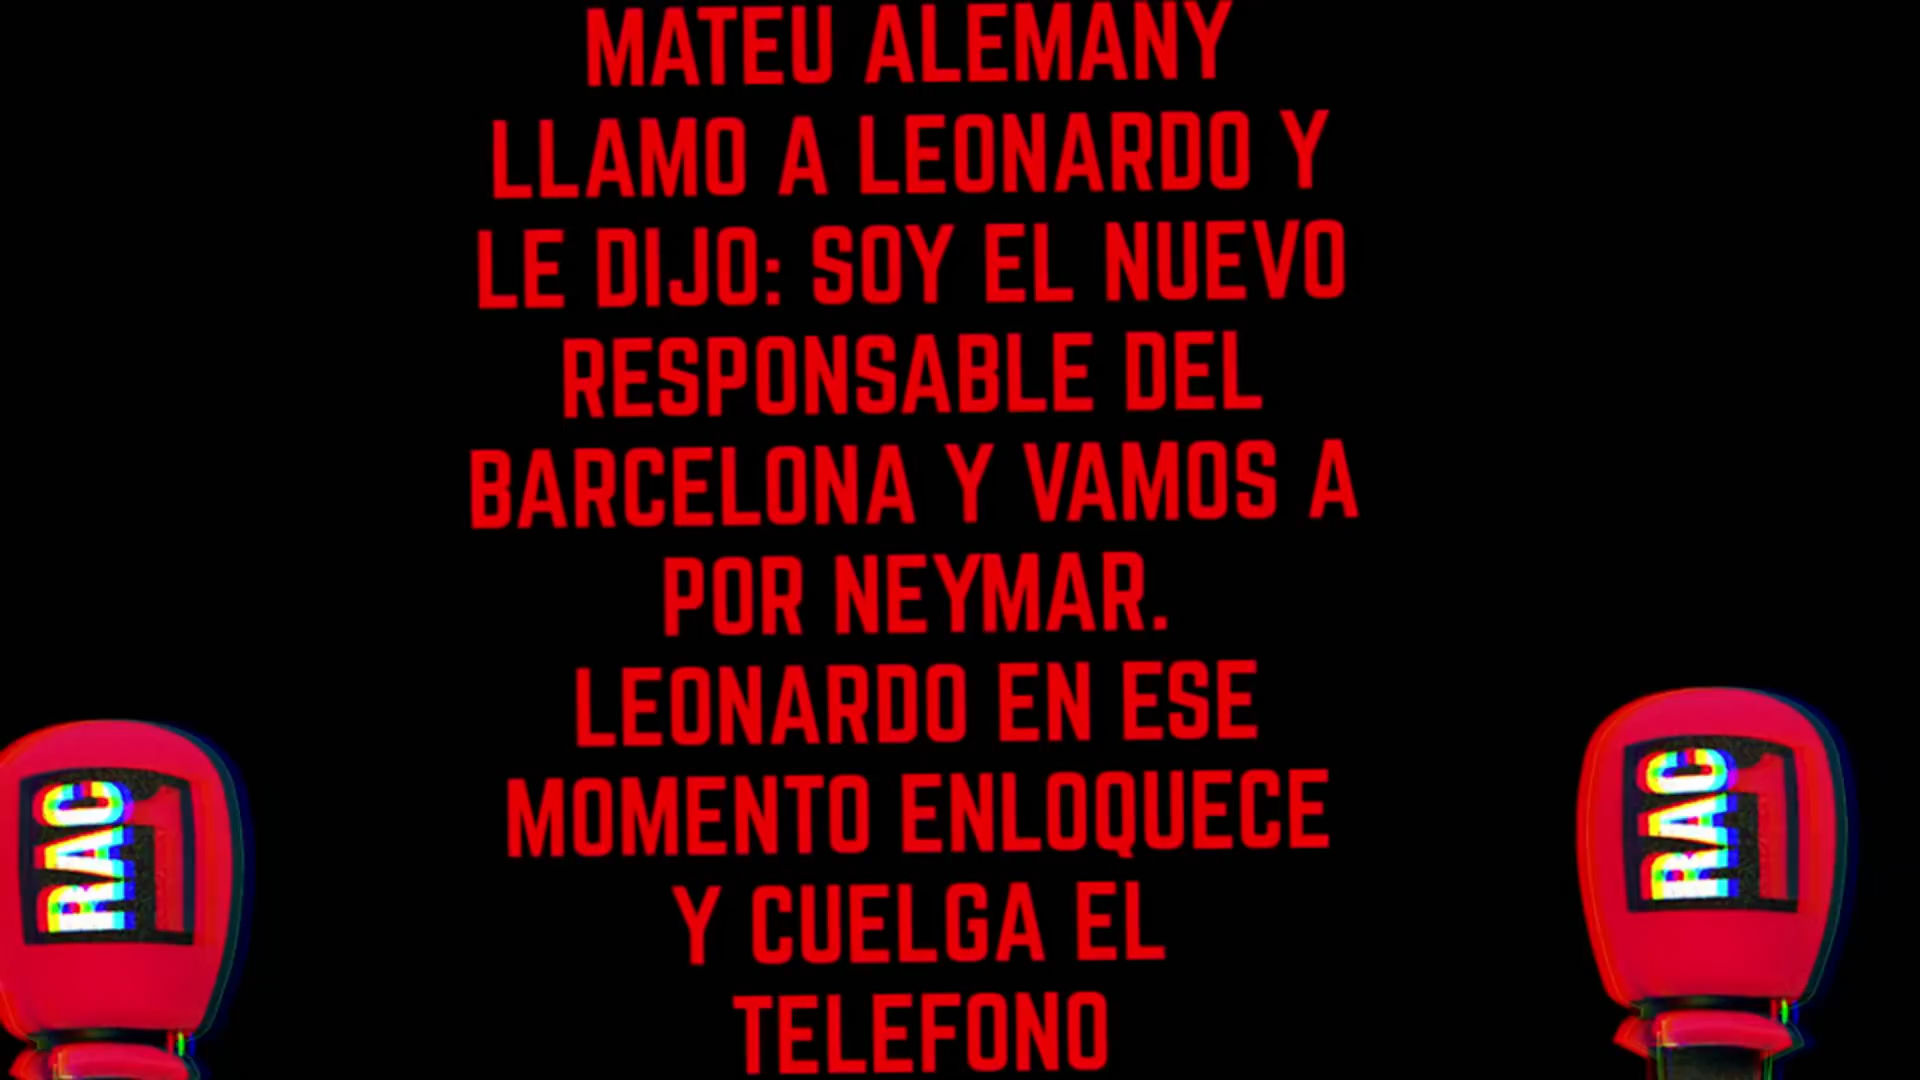 MATEU ALEMANY
LLAMO A LEONARDO Y
LE DIJO: SOY EL NUEVO
RESPONSABLE DEL
BARCELONA Y VAMOS A
POR NEYMAR.
LEONARDO EN ESE
MOMENTO ENLOQUECE
Y CUELGA EL
TELEFONO
RAC1
RAC1